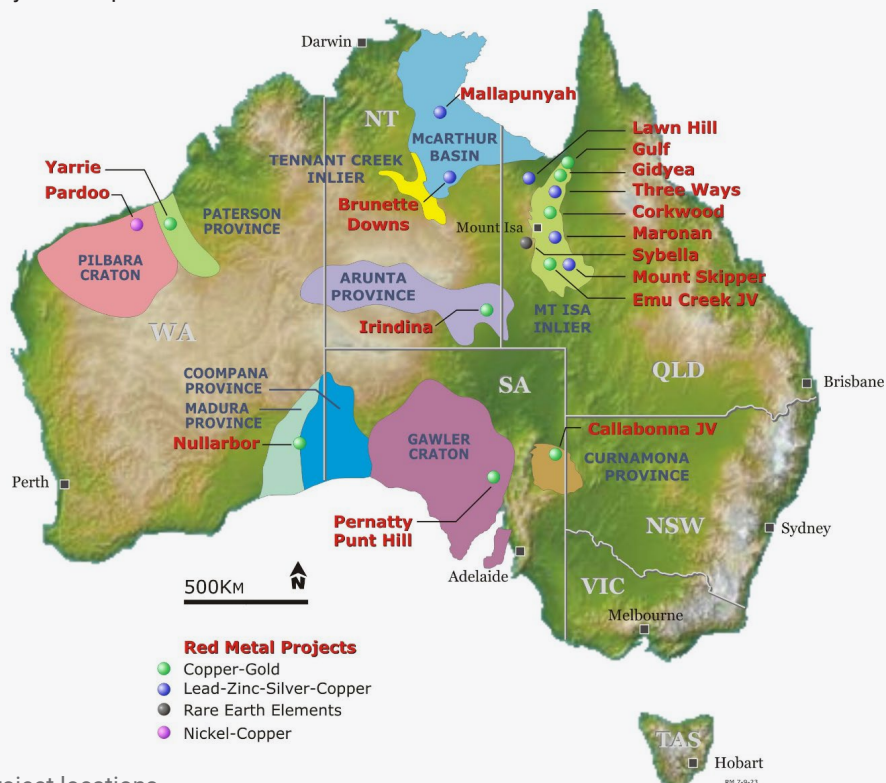 Darwin
Mallapunyah
NT
McARTHUR
BASIN
Lawn Hill
Gulf
Gidyea
Three Ways
Corkwood
Maronan
Sybella
Mount Skipper
Emu Creek JV
TENNANT CREEK
INLIER
Brunette
Downs
Mount Isa
Yarrie
Pardoo
PATERSON
PROVINCE
PILBARA
CRATON
ARUNTA
PROVINCE
Irindina
MT ISA
INLIER
WA
QLD
Brisbane
SA
COOMPANA
PROVINCE
MADURA
PROVINCE
Nullarbor
GAWLER
CRATON
Callabonna JV
CURNAMONA
PROVINCE
Perth
Pernatty
Punt Hill
NSW
Sydney
Adelaide
VIC
Melbourne
500KM
N
Red Metal Projects
Copper-Gold
Lead-Zinc-Silver-Copper
Rare Earth Elements
Nickel-Copper
TAS
Hobart